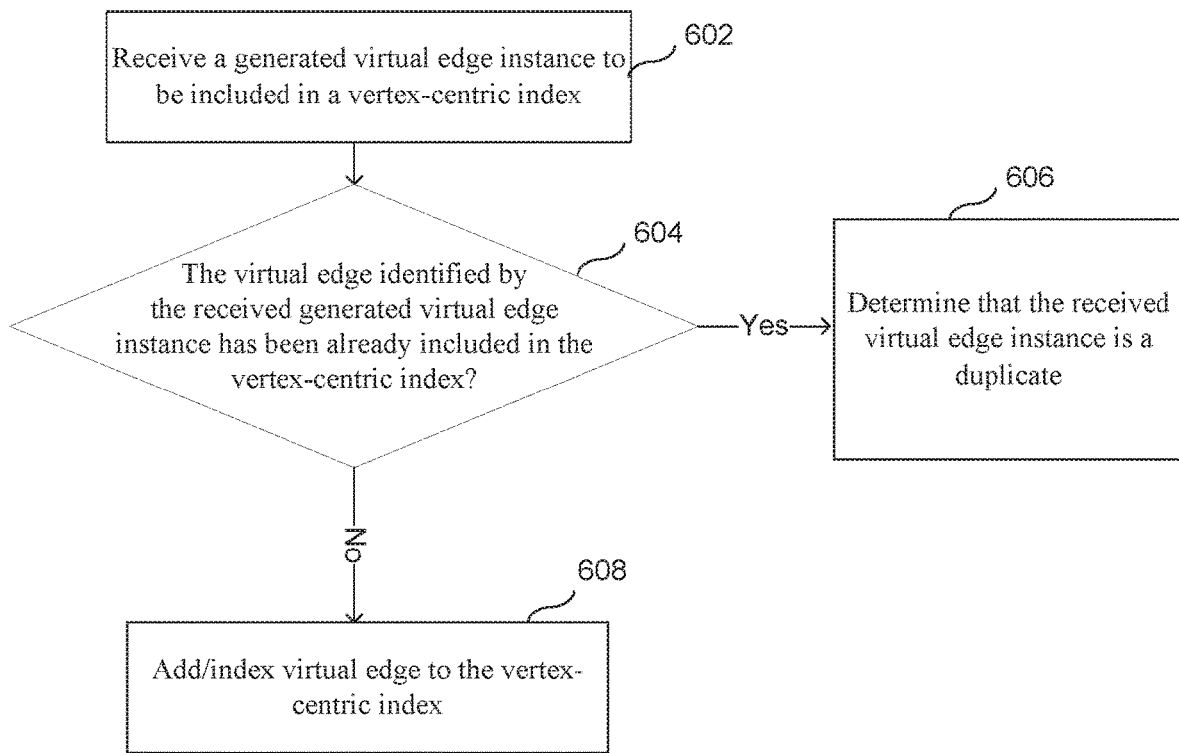 602
Receive a generated virtual edge instance to
be included in a vertex-centric index
604
The virtual edge identified by
the received generated virtual edge
instance has been already included in the
vertex-centric index?
Yes
606
Determine that the received
virtual edge instance is a
duplicate
No
608
Add/index virtual edge to the vertex-
centric index